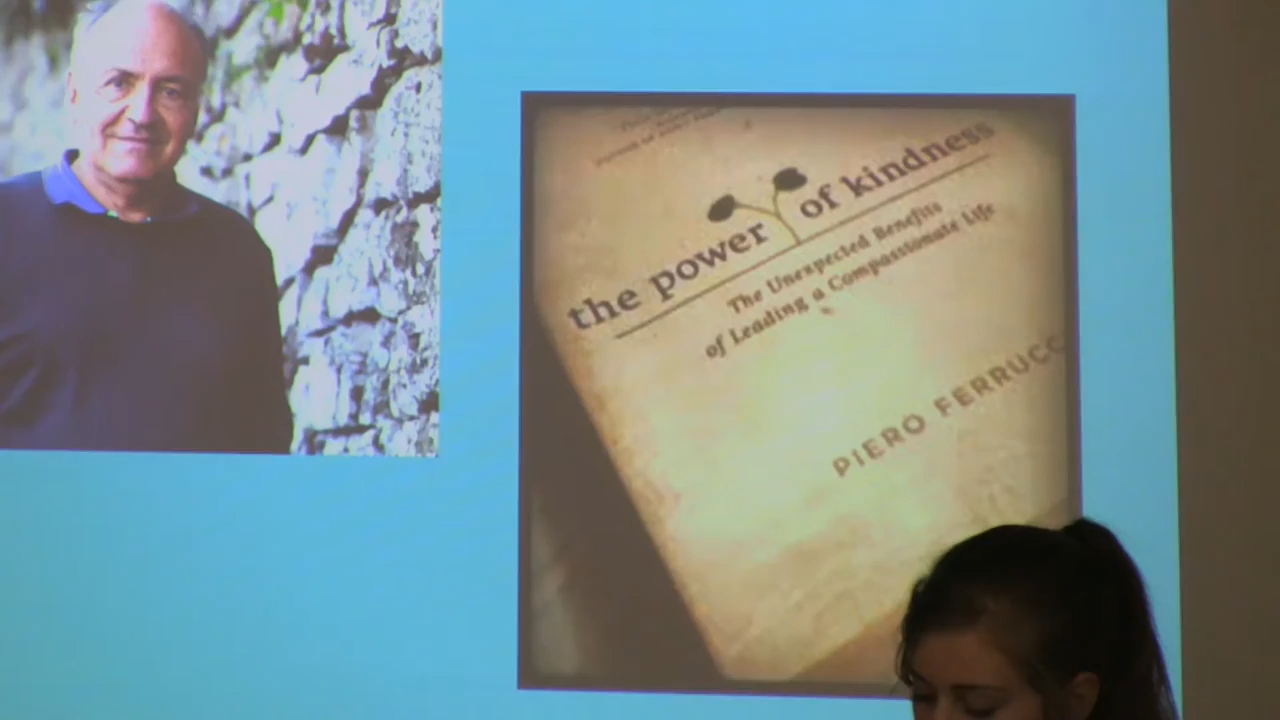 the power of kindness
The Unexpected Benefits
of Leading a Compassionate Life
PIERO FERRUCC